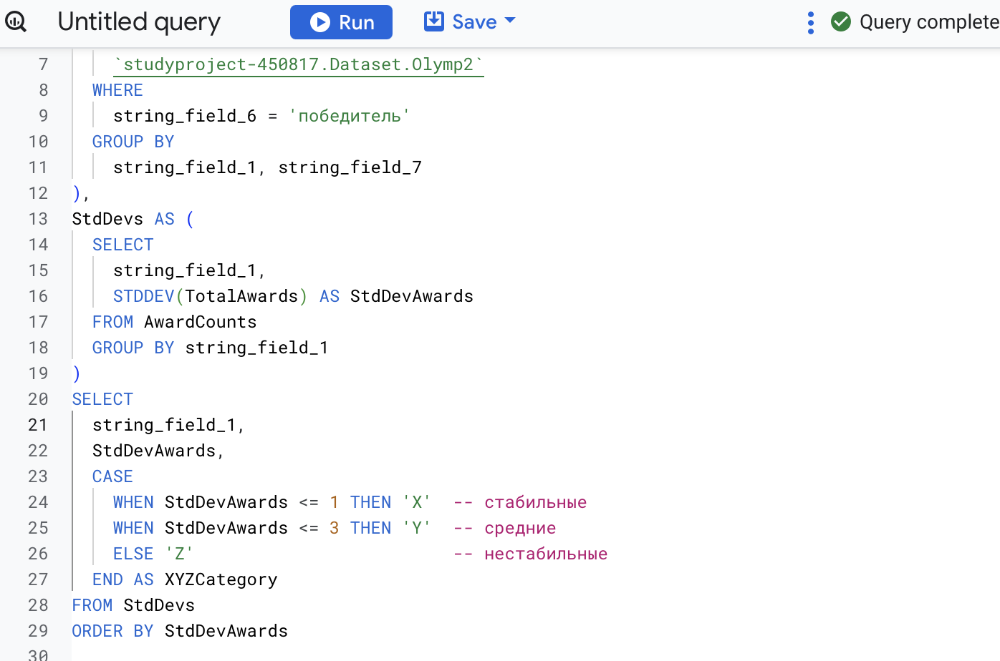 Untitled query Run Save Query complete
7 `studyproject-450817.Dataset.Olymp2`
8 WHERE
9 string_field_6 = 'победитель'
10 GROUP BY
11 string_field_1, string_field_7
12 ),
13 StdDevs AS (
14 SELECT
15 string_field_1,
16 STDDEV(TotalAwards) AS StdDevAwards
17 FROM AwardCounts
18 GROUP BY string_field_1
19 )
20 SELECT
21 string_field_1,
22 StdDevAwards,
23 CASE
24 WHEN StdDevAwards <= 1 THEN 'X' -- стабильные
25 WHEN StdDevAwards <= 3 THEN 'Y' -- средние
26 ELSE 'Z' -- нестабильные
27 END AS XYZCategory
28 FROM StdDevs
29 ORDER BY StdDevAwards
30